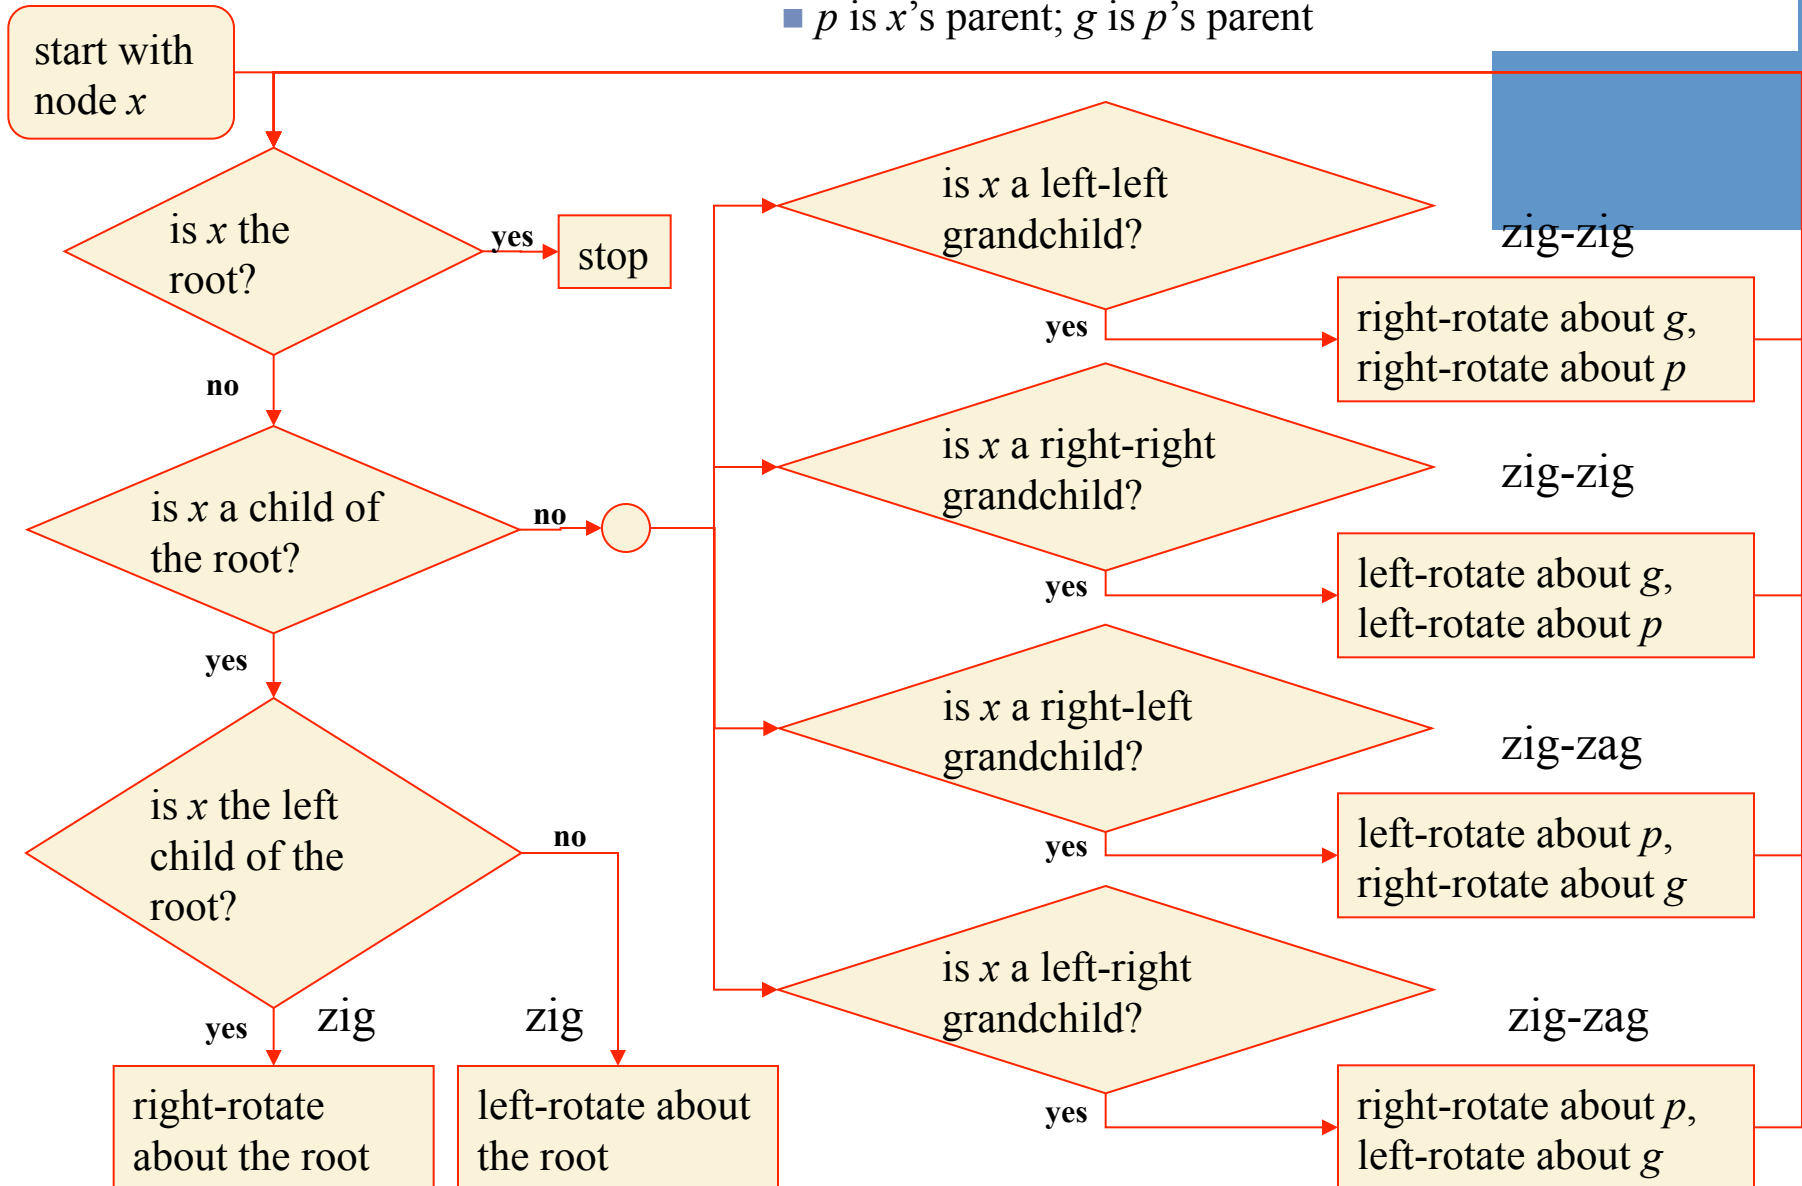 ■ p is x’s parent; g is p’s parent
start with
node x
is x the
root?
yes
stop
no
is x a child of
the root?
no
yes
is x the left
child of the
root?
no
yes
zig
zig
right-rotate
about the root
left-rotate about
the root
is x a left-left
grandchild?
zig-zig
yes
right-rotate about g,
right-rotate about p
is x a right-right
grandchild?
zig-zig
yes
left-rotate about g,
left-rotate about p
is x a right-left
grandchild?
zig-zag
yes
left-rotate about p,
right-rotate about g
is x a left-right
grandchild?
zig-zag
yes
right-rotate about p,
left-rotate about g